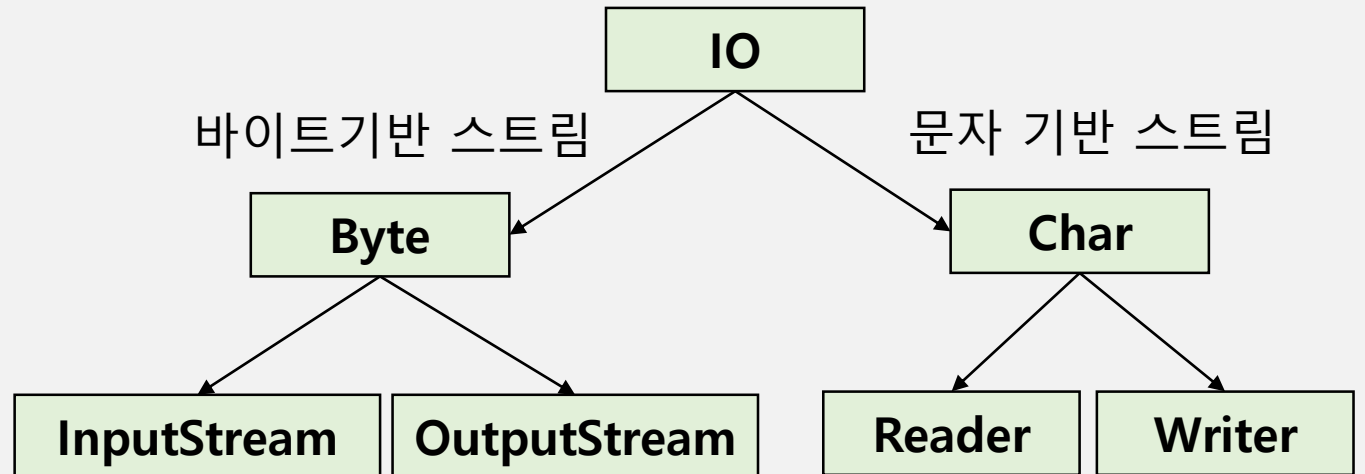 IO
바이트기반 스트림
문자 기반 스트림
Byte
Char
InputStream
OutputStream
Reader
Writer